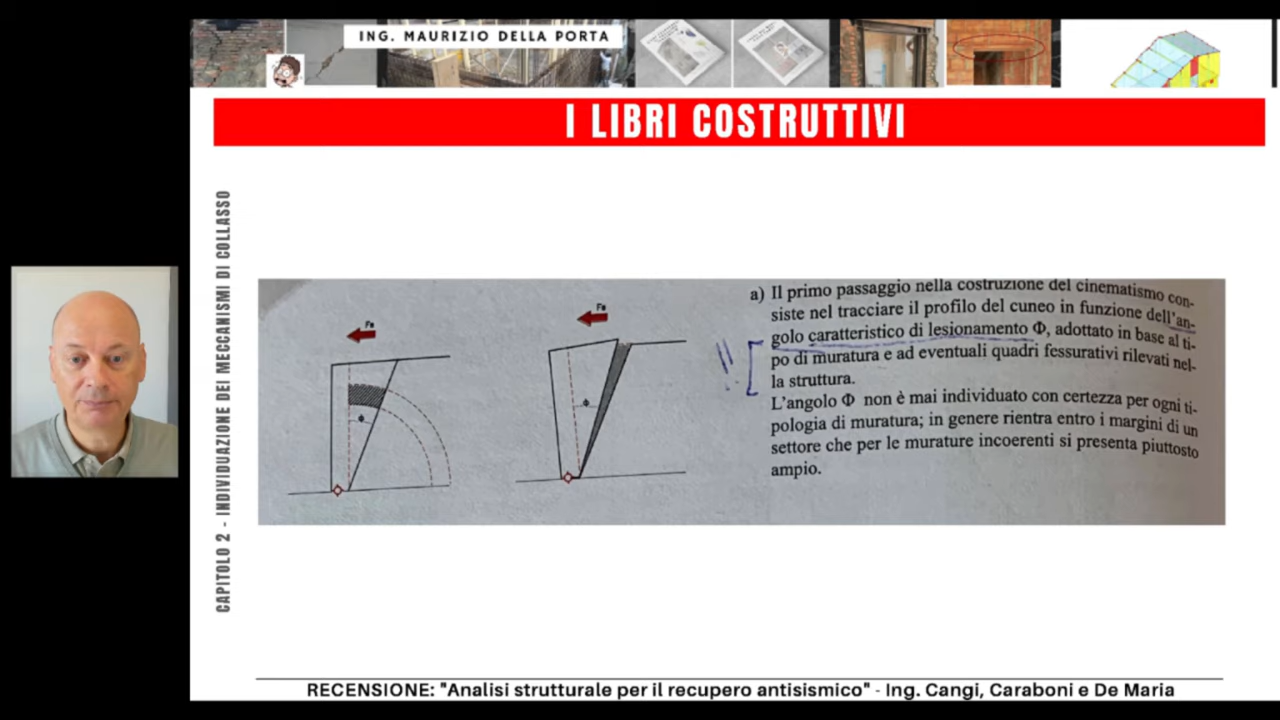 ING. MAURIZIO DELLA PORTA
I LIBRI COSTRUTTIVI
CAPITOLO 2 - INDIVIDUAZIONE DEI MECCANISMI DI COLLASSO
Fe
Φ
Fe
Φ
a) Il primo passaggio nella costruzione del cinematismo con-
siste nel tracciare il profilo del cuneo in funzione dell'an-
golo caratteristico di lesionamento Φ, adottato in base al ti-
po di muratura e ad eventuali quadri fessurativi rilevati nel-
la struttura.
L'angolo Φ non è mai individuato con certezza per ogni ti-
pologia di muratura; in genere rientra entro i margini di un
settore che per le murature incoerenti si presenta piuttosto
ampio.
RECENSIONE: "Analisi strutturale per il recupero antisismico" - Ing. Cangi, Caraboni e De Maria